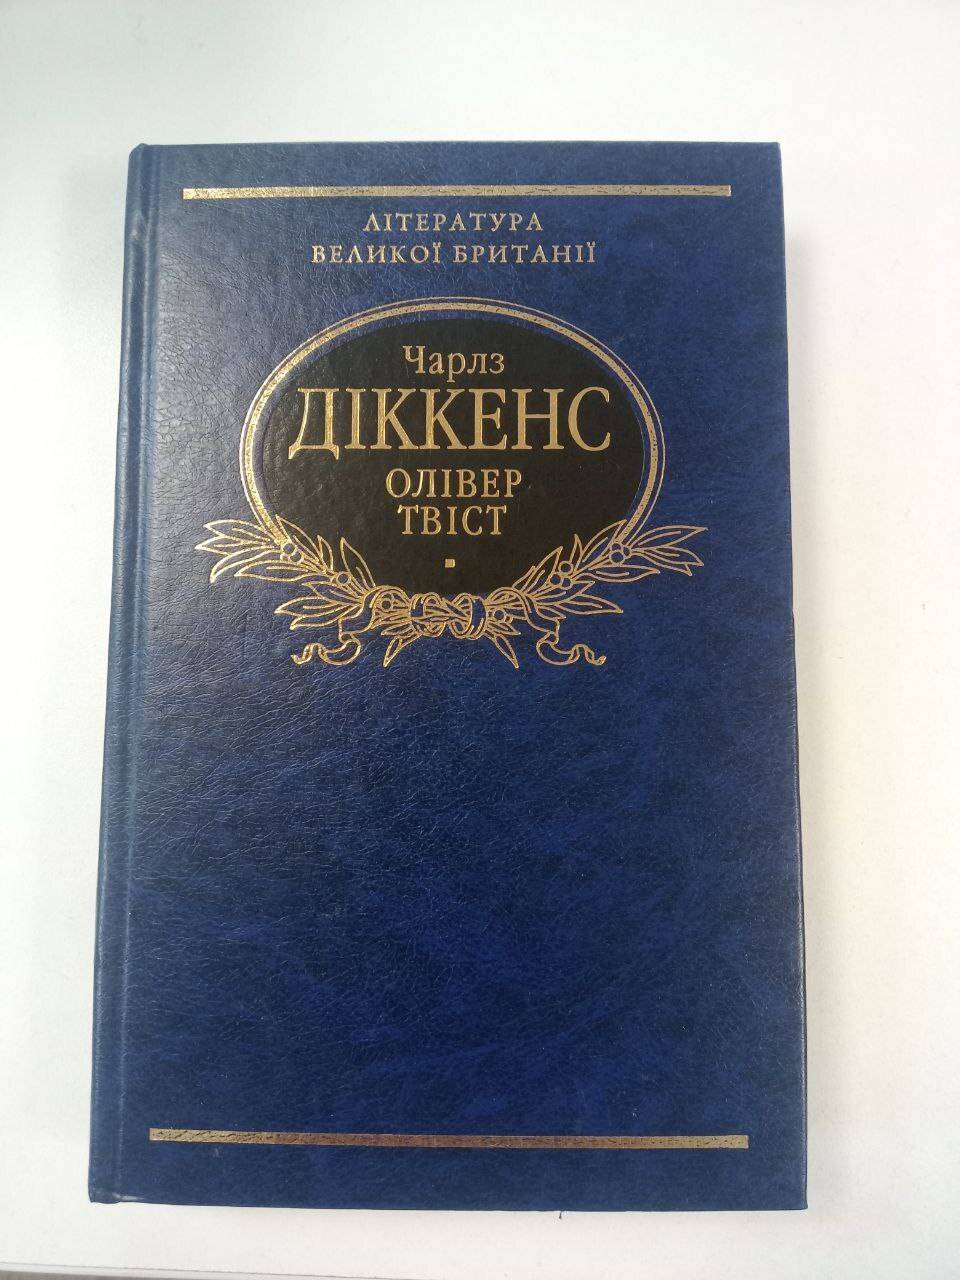 ЛІТЕРАТУРА
ВЕЛИКОЇ БРИТАНІЇ
Чарлз
ДІККЕНС
ОЛІВЕР
ТВІСТ